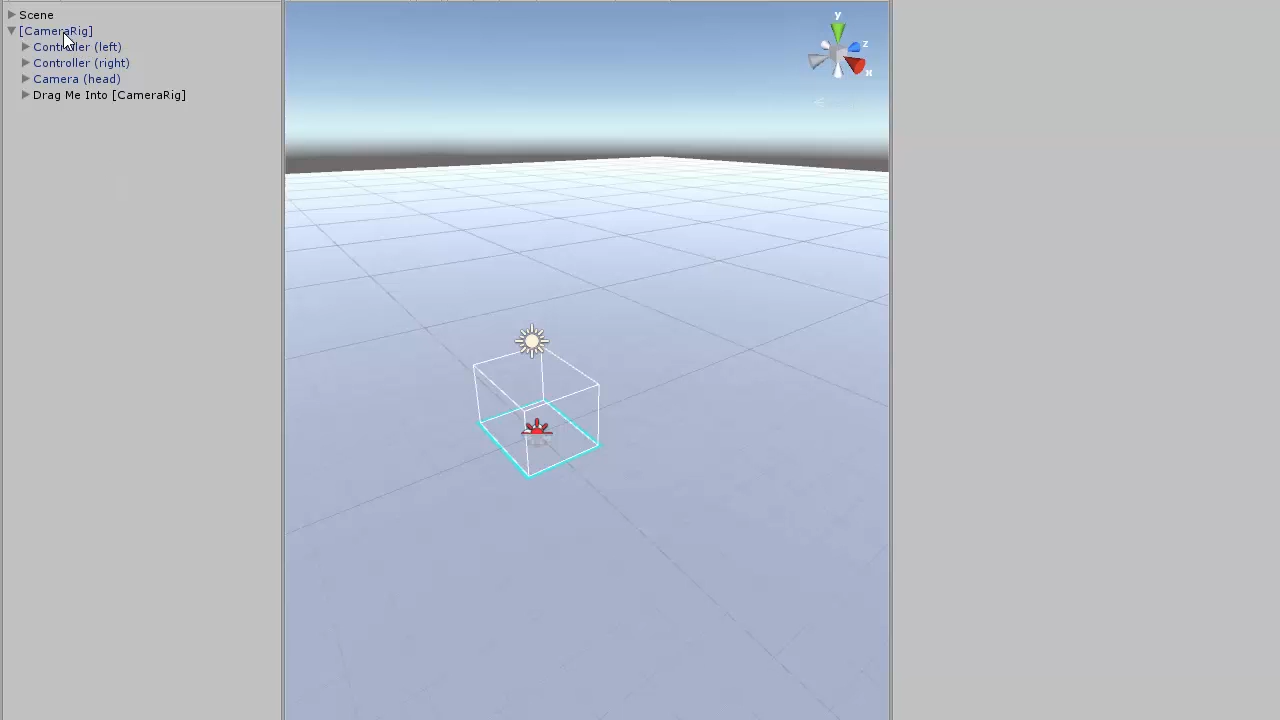 Scene
[CameraRig]
Controller (left)
Controller (right)
Camera (head)
Drag Me Into [CameraRig]
y
z
x